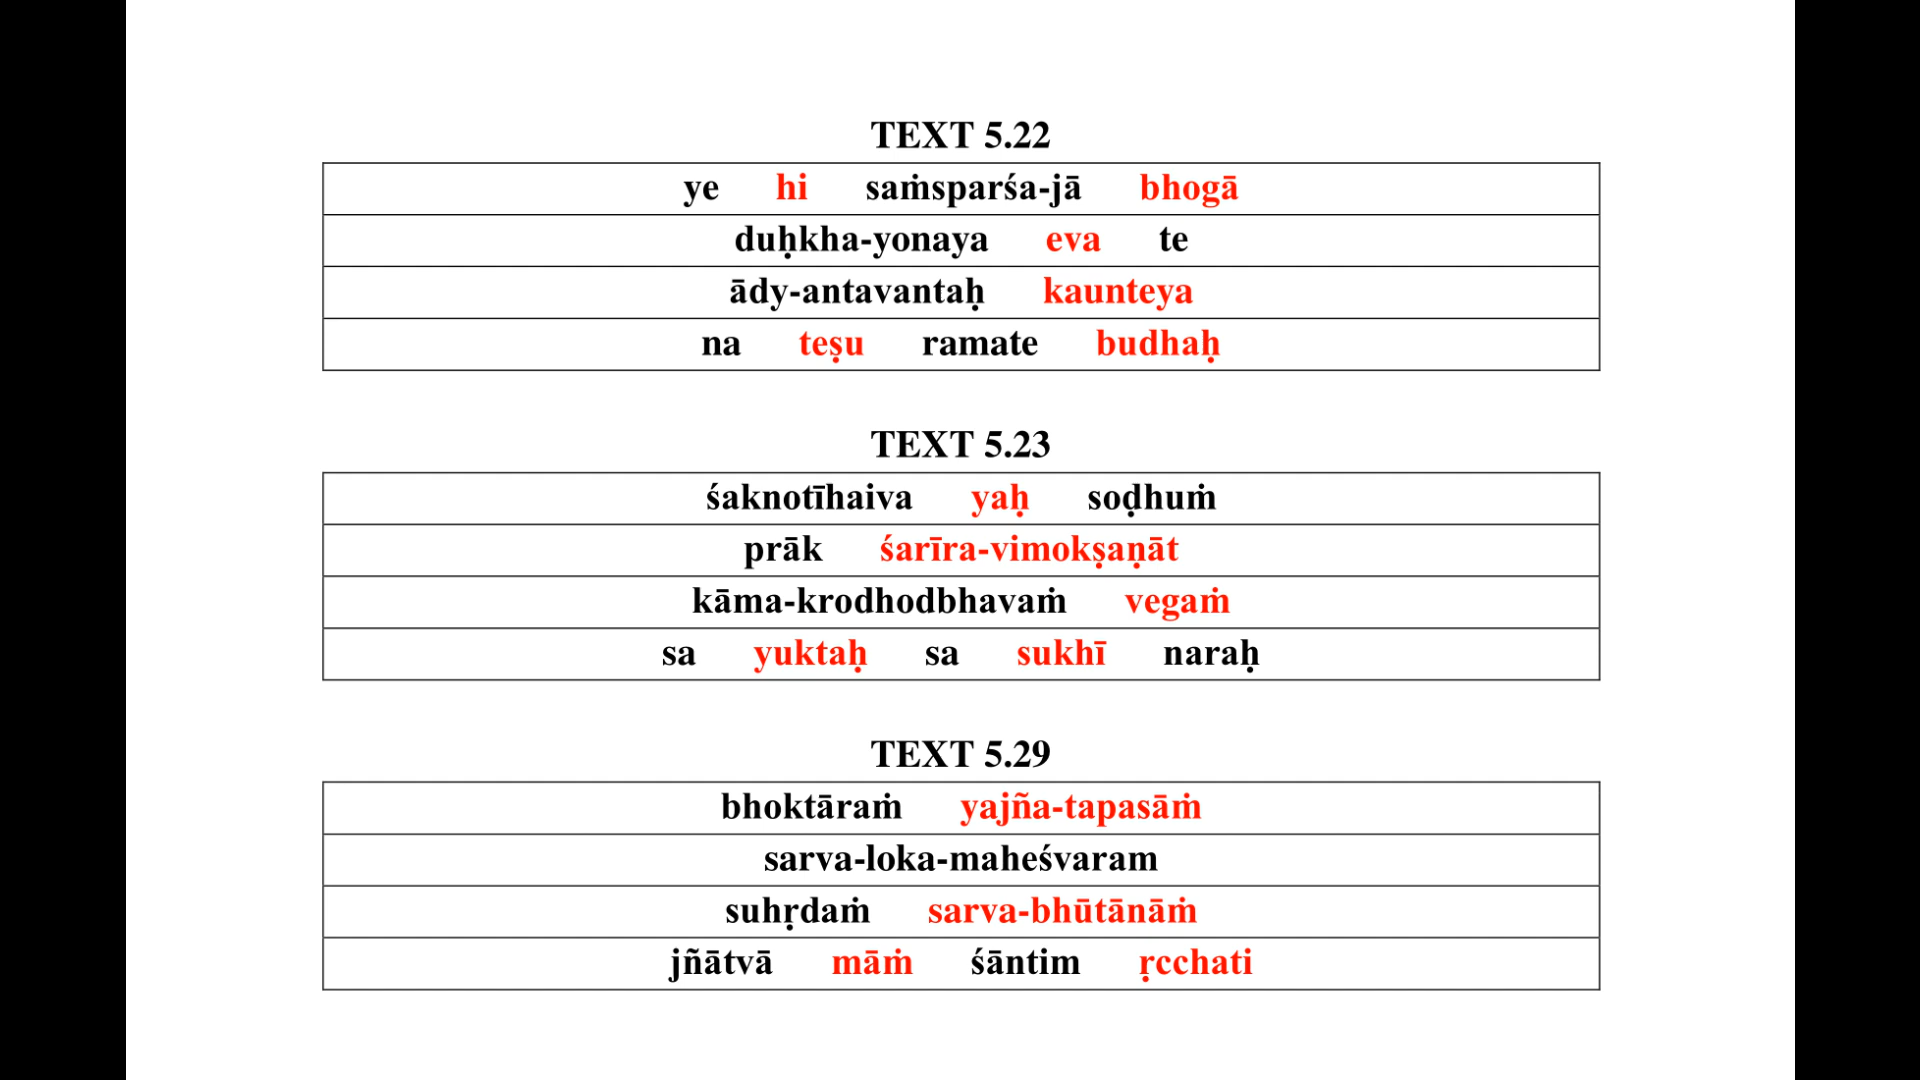 TEXT 5.22
ye hi saṁsparśa-jā bhogā
duḥkha-yonaya eva te
ādy-antavantaḥ kaunteya
na teṣu ramate budhaḥ
TEXT 5.23
śaknotīhaiva yaḥ soḍhuṁ
prāk śarīra-vimokṣaṇāt
kāma-krodhodbhavaṁ vegaṁ
sa yuktaḥ sa sukhī naraḥ
TEXT 5.29
bhoktāraṁ yajña-tapasāṁ
sarva-loka-maheśvaram
suhṛdaṁ sarva-bhūtānāṁ
jñātvā māṁ śāntim ṛcchati